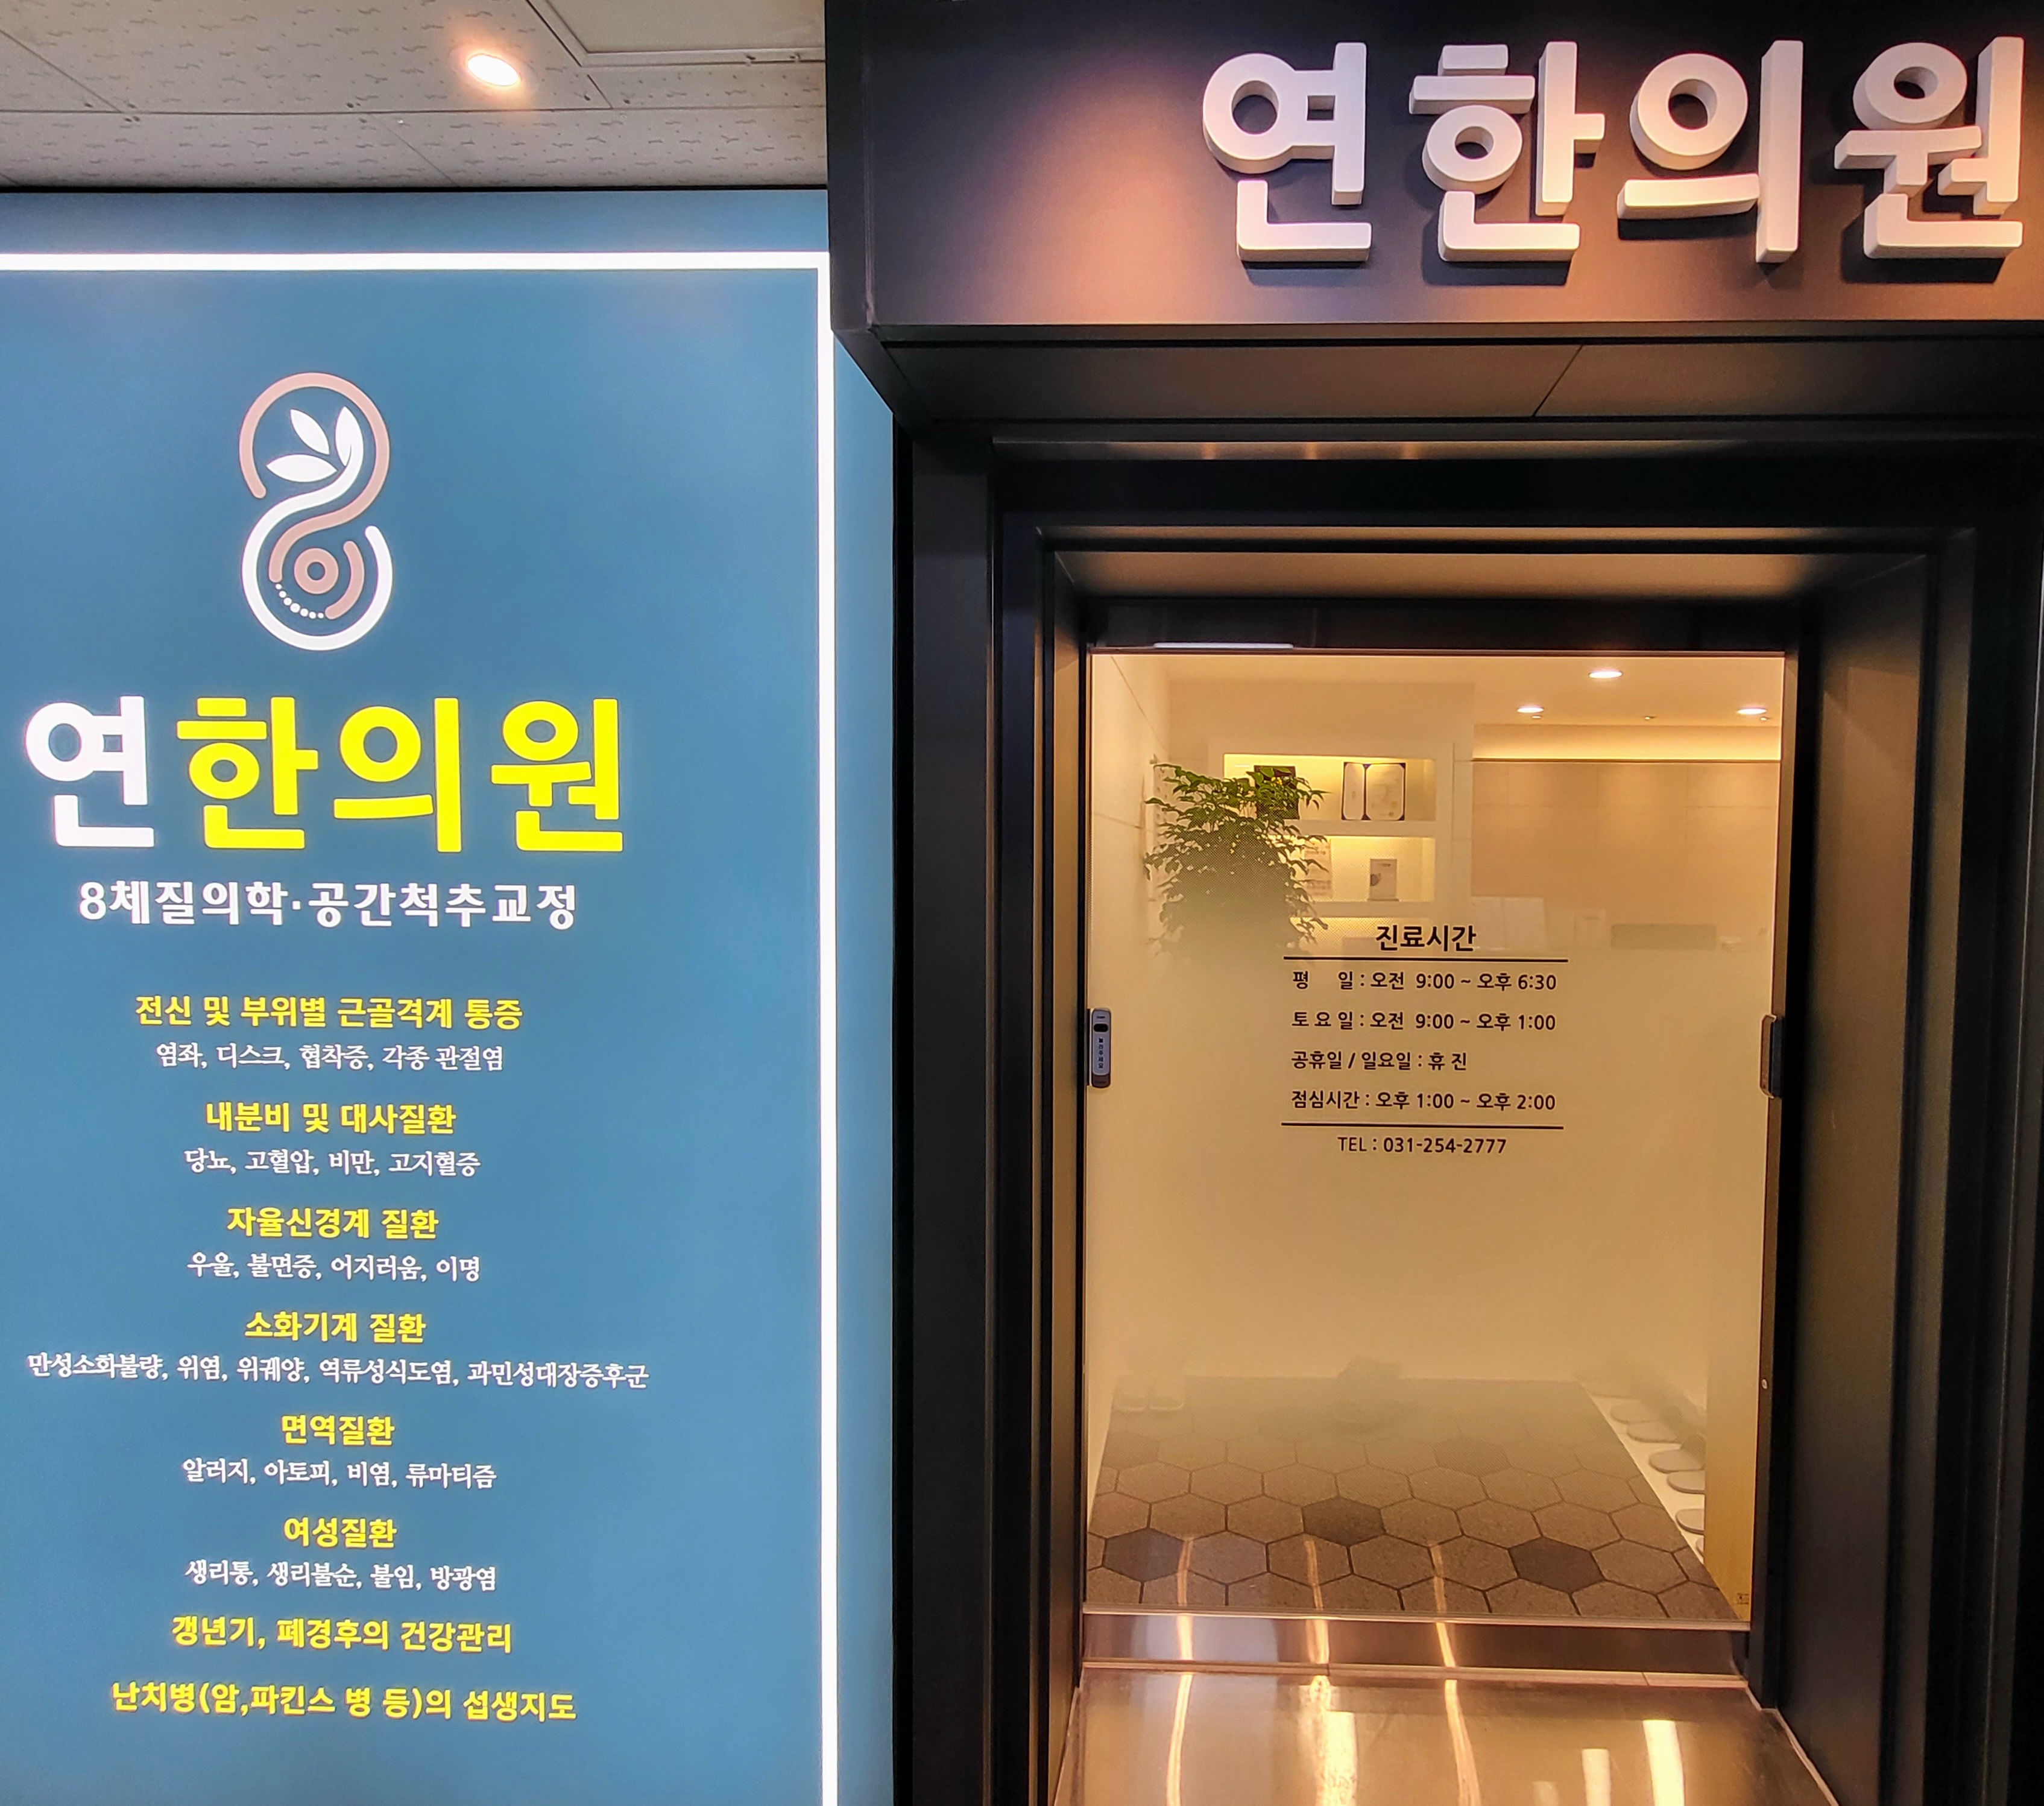 연한의원
연한의원
8체질의학·공간척추교정
전신 및 부위별 근골격계 통증
염좌, 디스크, 협착증, 각종 관절염
내분비 및 대사질환
당뇨, 고혈압, 비만, 고지혈증
자율신경계 질환
우울, 불면증, 어지러움, 이명
소화기계 질환
만성소화불량, 위염, 위궤양, 역류성식도염, 과민성대장증후군
면역질환
알러지, 아토피, 비염, 류마티즘
여성질환
생리통, 생리불순, 불임, 방광염
갱년기, 폐경후의 건강관리
난치병(암,파킨스 병 등)의 섭생지도
진료시간
평 일 : 오전 9:00 ~ 오후 6:30
토 요 일 : 오전 9:00 ~ 오후 1:00
공휴일 / 일요일 : 휴 진
점심시간 : 오후 1:00 ~ 오후 2:00
TEL : 031-254-2777